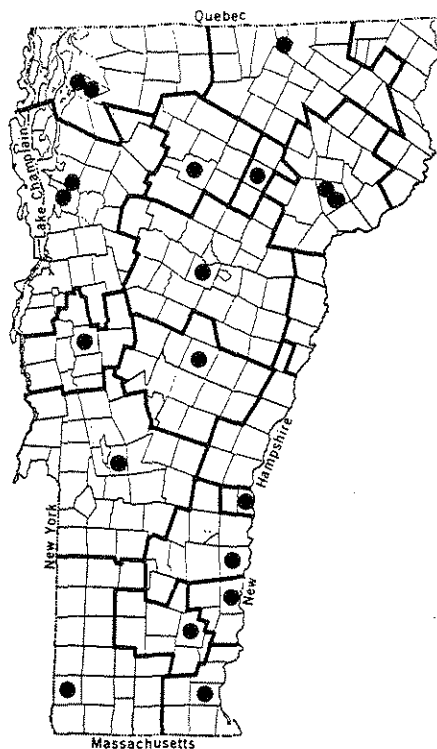 Quebec
Lake Champlain
Hampshire
New York
New
Massachusetts